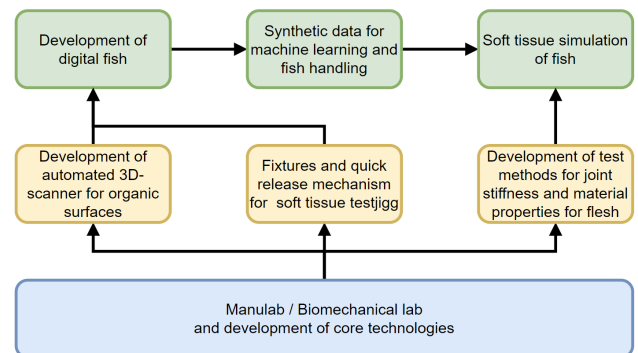 Development of
digital fish
Synthetic data for
machine learning and
fish handling
Soft tissue simulation
of fish
Development of
automated 3D-
scanner for organic
surfaces
Fixtures and quick
release mechanism
for soft tissue testjigg
Development of test
methods for joint
stiffness and material
properties for flesh
Manulab / Biomechanical lab
and development of core technologies